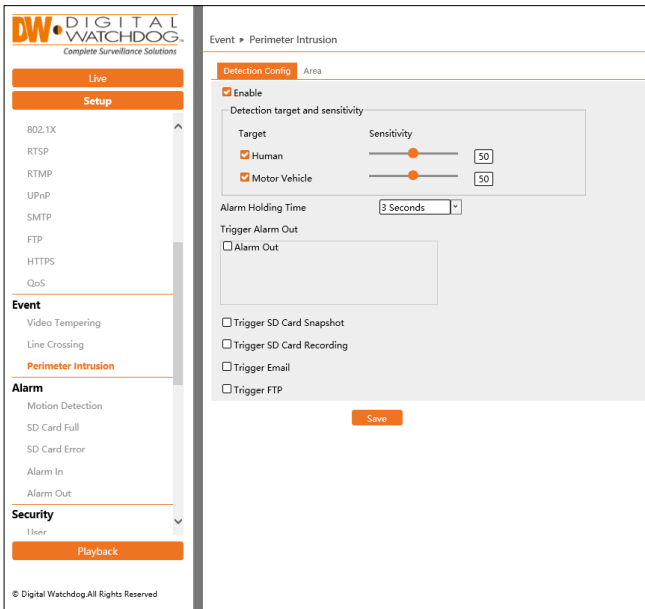 DW DIGITAL
WATCHDOG
Complete Surveillance Solutions
Live
Setup
802.1X
RTSP
RTMP
UPnP
SMTP
FTP
HTTPS
QoS
Event
Video Tempering
Line Crossing
Perimeter Intrusion
Alarm
Motion Detection
SD Card Full
SD Card Error
Alarm In
Alarm Out
Security
User
Playback
© Digital Watchdog.All Rights Reserved
Event ▸ Perimeter Intrusion
Detection Config Area
Enable
Detection target and sensitivity
Target Sensitivity
Human 50
Motor Vehicle 50
Alarm Holding Time 3 Seconds
Trigger Alarm Out
Alarm Out
Trigger SD Card Snapshot
Trigger SD Card Recording
Trigger Email
Trigger FTP
Save